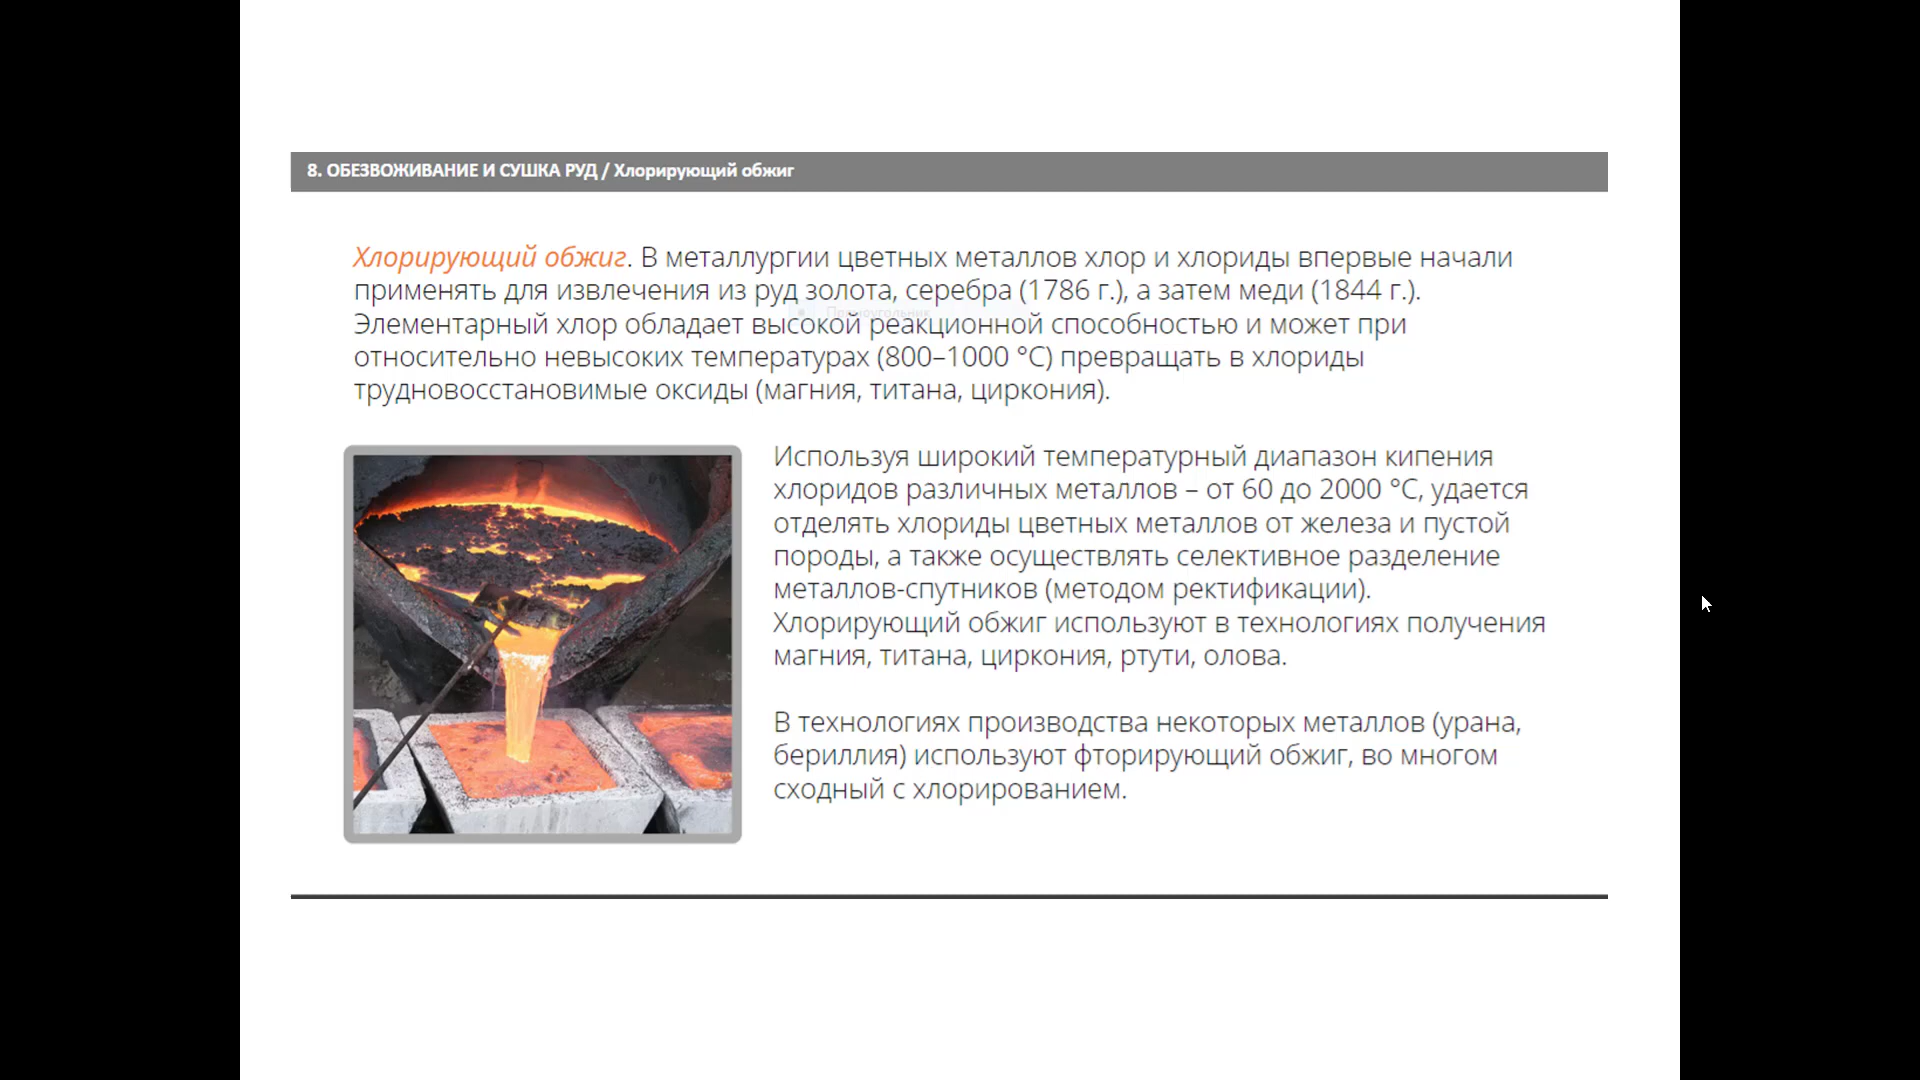 8. ОБЕЗВОЖИВАНИЕ И СУШКА РУД / Хлорирующий обжиг
Хлорирующий обжиг. В металлургии цветных металлов хлор и хлориды впервые начали
применять для извлечения из руд золота, серебра (1786 г.), а затем меди (1844 г.).
Прямоугольник
Элементарный хлор обладает высокой реакционной способностью и может при
относительно невысоких температурах (800–1000 °С) превращать в хлориды
трудновосстановимые оксиды (магния, титана, циркония).
Используя широкий температурный диапазон кипения
хлоридов различных металлов – от 60 до 2000 °С, удается
отделять хлориды цветных металлов от железа и пустой
породы, а также осуществлять селективное разделение
металлов-спутников (методом ректификации).
Хлорирующий обжиг используют в технологиях получения
магния, титана, циркония, ртути, олова.
В технологиях производства некоторых металлов (урана,
бериллия) используют фторирующий обжиг, во многом
сходный с хлорированием.